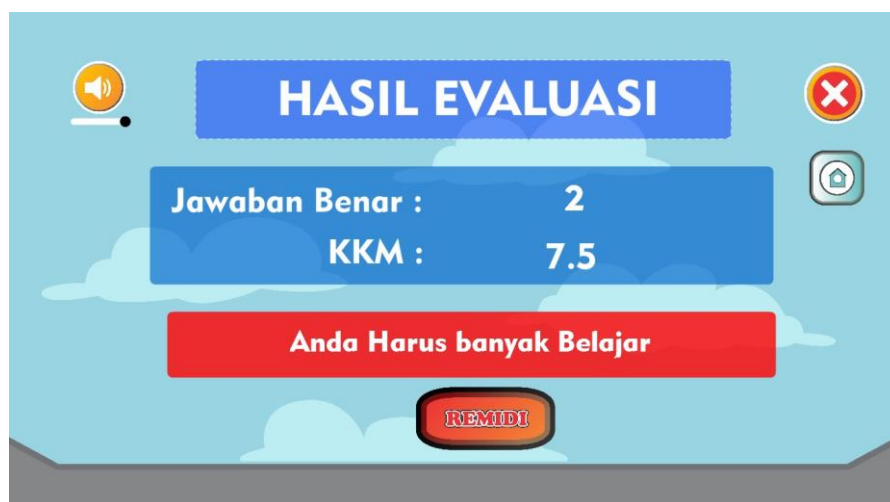 HASIL EVALUASI
Jawaban Benar : 2
KKM : 7.5
Anda Harus banyak Belajar
REMIDI